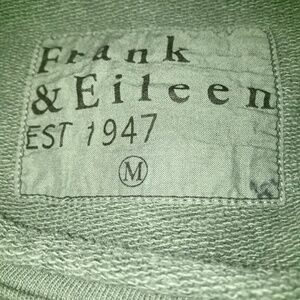 Frank
& Eileen
EST 1947
M